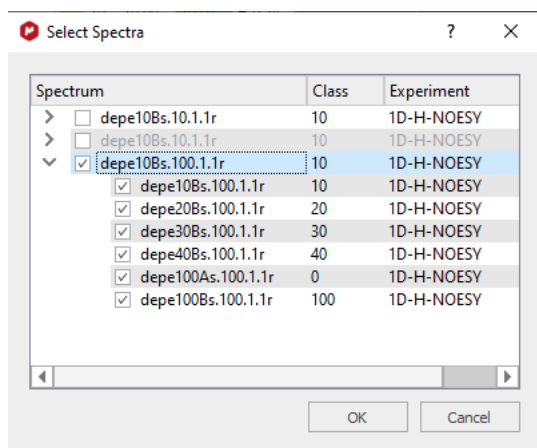 Select Spectra ?
Spectrum Class Experiment
depe10Bs.10.1.1r 10 1D-H-NOESY
depe10Bs.10.1.1r 10 1D-H-NOESY
depe10Bs.100.1.1r 10 1D-H-NOESY
depe10Bs.100.1.1r 10 1D-H-NOESY
depe20Bs.100.1.1r 20 1D-H-NOESY
depe30Bs.100.1.1r 30 1D-H-NOESY
depe40Bs.100.1.1r 40 1D-H-NOESY
depe100As.100.1.1r 0 1D-H-NOESY
depe100Bs.100.1.1r 100 1D-H-NOESY
OK Cancel